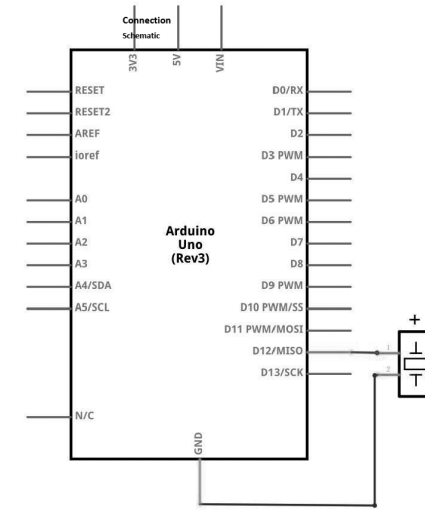 Connection
Schematic
3V3
5V
VIN
RESET
RESET2
AREF
ioref
A0
A1
A2
A3
A4/SDA
A5/SCL
N/C
Arduino
Uno
(Rev3)
D0/RX
D1/TX
D2
D3 PWM
D4
D5 PWM
D6 PWM
D7
D8
D9 PWM
D10 PWM/SS
D11 PWM/MOSI
D12/MISO
D13/SCK
GND
+
1
2